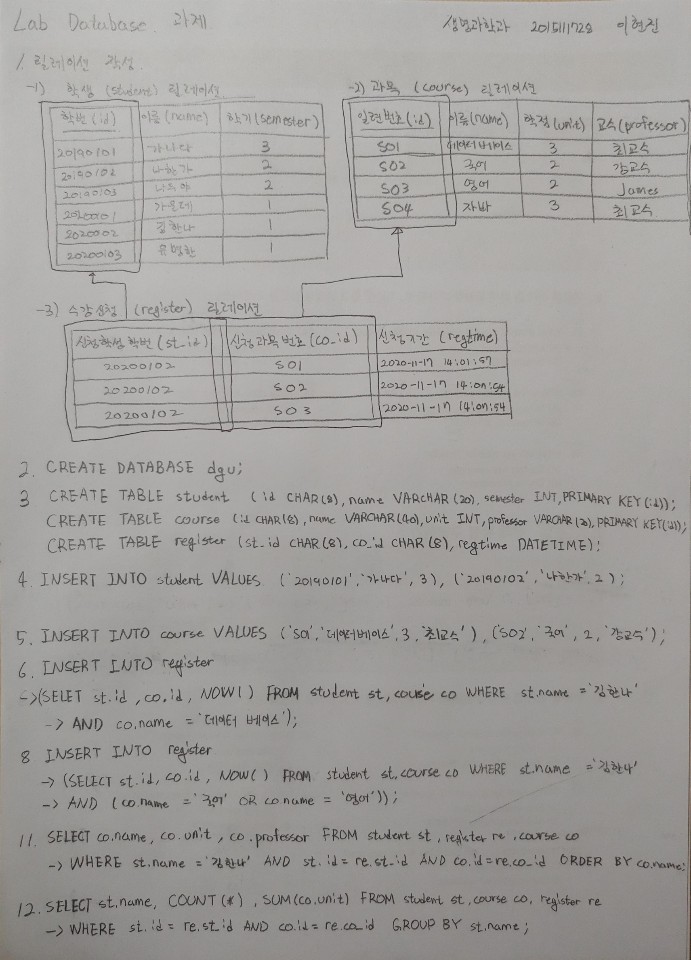 Lab Database. 과제 생명과학과 이현진
1. 릴레이션 작성.
-1) 학생 (student) 릴레이션.
학번 (id) 이름 (name) 학기 (semester)
20190101 가나다 3
20190102 나한가 2
20190103 2
20200101 가을데 1
20200102 김한나 1
20200103 유별한 1
-2) 과목 (course) 릴레이션
일련번호 (id) 이름(name) 학점 (unit) 교수 (professor)
S01 데이터베이스 3 최교수
S02 국어 2 강교수
S03 영어 2 James
S04 자바 3 최교수
-3) 수강신청 (register) 릴레이션
신청학생 학번 (st_id) 신청과목 번호 (co_id) 신청기간 (regtime)
20200102 S01 2020-11-17 14:01:57
20200102 S02 2020-11-17 14:07:54
20200102 S03 2020-11-17 14:07:54
2. CREATE DATABASE dgu;
3 CREATE TABLE student (id CHAR(8), name VARCHAR(20), semester INT, PRIMARY KEY(id));
CREATE TABLE course (id CHAR(8), name VARCHAR(40), unit INT, professor VARCHAR(20), PRIMARY KEY(id));
CREATE TABLE register (st_id CHAR(8), co_id CHAR(8), regtime DATETIME);
4. INSERT INTO student VALUES ('20190101','가나다', 3), ('20190102','나한가', 2);
5. INSERT INTO course VALUES ('S01','데이터베이스', 3, '최교수'), ('S02', '국어', 2, '강교수');
6. INSERT INTO register
->(SELET st.id, co.id, NOW() FROM student st, course co WHERE st.name = '김한나'
-> AND co.name = '데이터 베이스');
8 INSERT INTO register
-> (SELECT st.id, co.id, NOW() FROM student st, course co WHERE st.name = '김한나'
-> AND (co.name = '국어' OR co.name = '영어'));
11. SELECT co.name, co.unit, co.professor FROM student st, register re, course co
-> WHERE st.name = '김한나' AND st.id = re.st_id AND co.id = re.co_id ORDER BY co.name;
12. SELECT st.name, COUNT(*), SUM(co.unit) FROM student st, course co, register re
-> WHERE st.id = re.st_id AND co.id = re.co_id GROUP BY st.name;